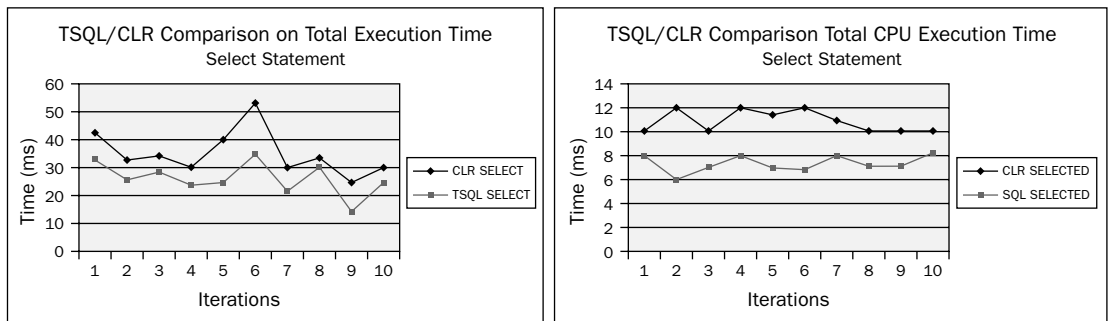 TSQL/CLR Comparison on Total Execution Time
Select Statement
60
50
40
30
20
10
0
Time (ms)
1 2 3 4 5 6 7 8 9 10
Iterations
CLR SELECT
TSQL SELECT
TSQL/CLR Comparison Total CPU Execution Time
Select Statement
14
12
10
8
6
4
2
0
Time (ms)
1 2 3 4 5 6 7 8 9 10
Iterations
CLR SELECTED
SQL SELECTED